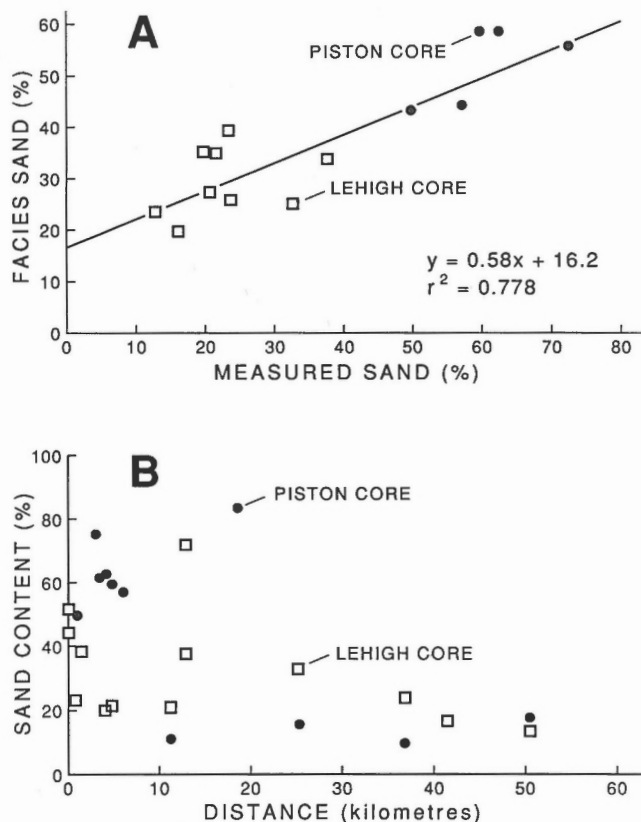 A
FACIES SAND (%)
60
50
40
30
20
10
0
PISTON CORE
LEHIGH CORE
y = 0.58x + 16.2
r² = 0.778
0 10 20 30 40 50 60 70 80
MEASURED SAND (%)
B
SAND CONTENT (%)
100
80
60
40
20
0
PISTON CORE
LEHIGH CORE
0 10 20 30 40 50 60
DISTANCE (kilometres)